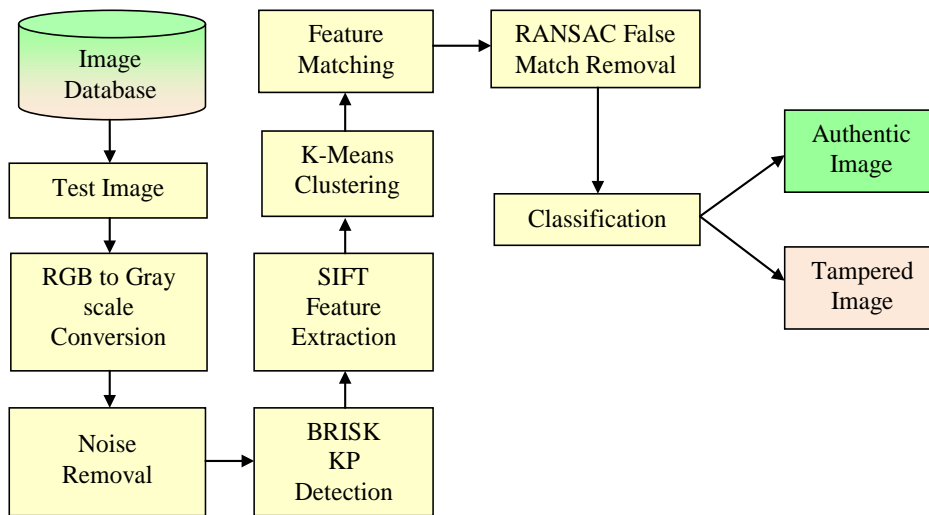 Image
Database
Test Image
RGB to Gray
scale
Conversion
Noise
Removal
BRISK
KP
Detection
SIFT
Feature
Extraction
K-Means
Clustering
Feature
Matching
RANSAC False
Match Removal
Classification
Authentic
Image
Tampered
Image